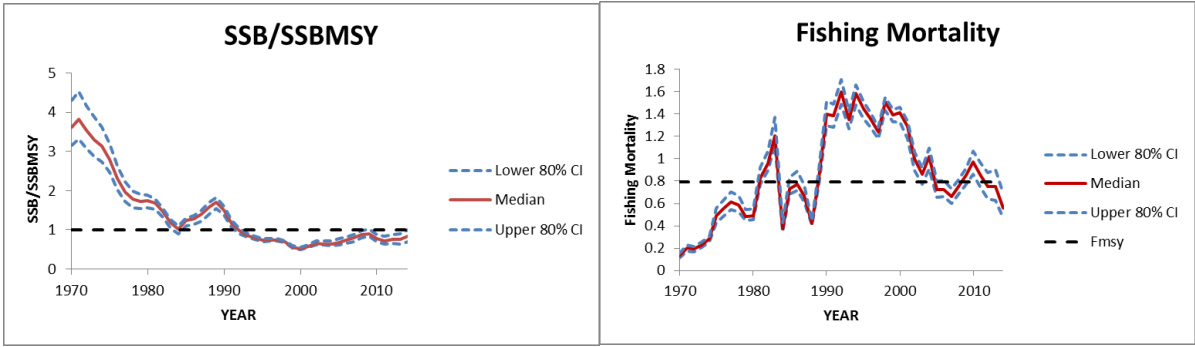 SSB/SSBMSY
5
4
3
2
1
0
1970 1980 1990 2000 2010
YEAR
SSB/SSBMSY
Lower 80% CI
Median
Upper 80% CI
Fishing Mortality
1.8
1.6
1.4
1.2
1
0.8
0.6
0.4
0.2
0
1970 1980 1990 2000 2010
YEAR
Fishing Mortality
Lower 80% CI
Median
Upper 80% CI
Fmsy